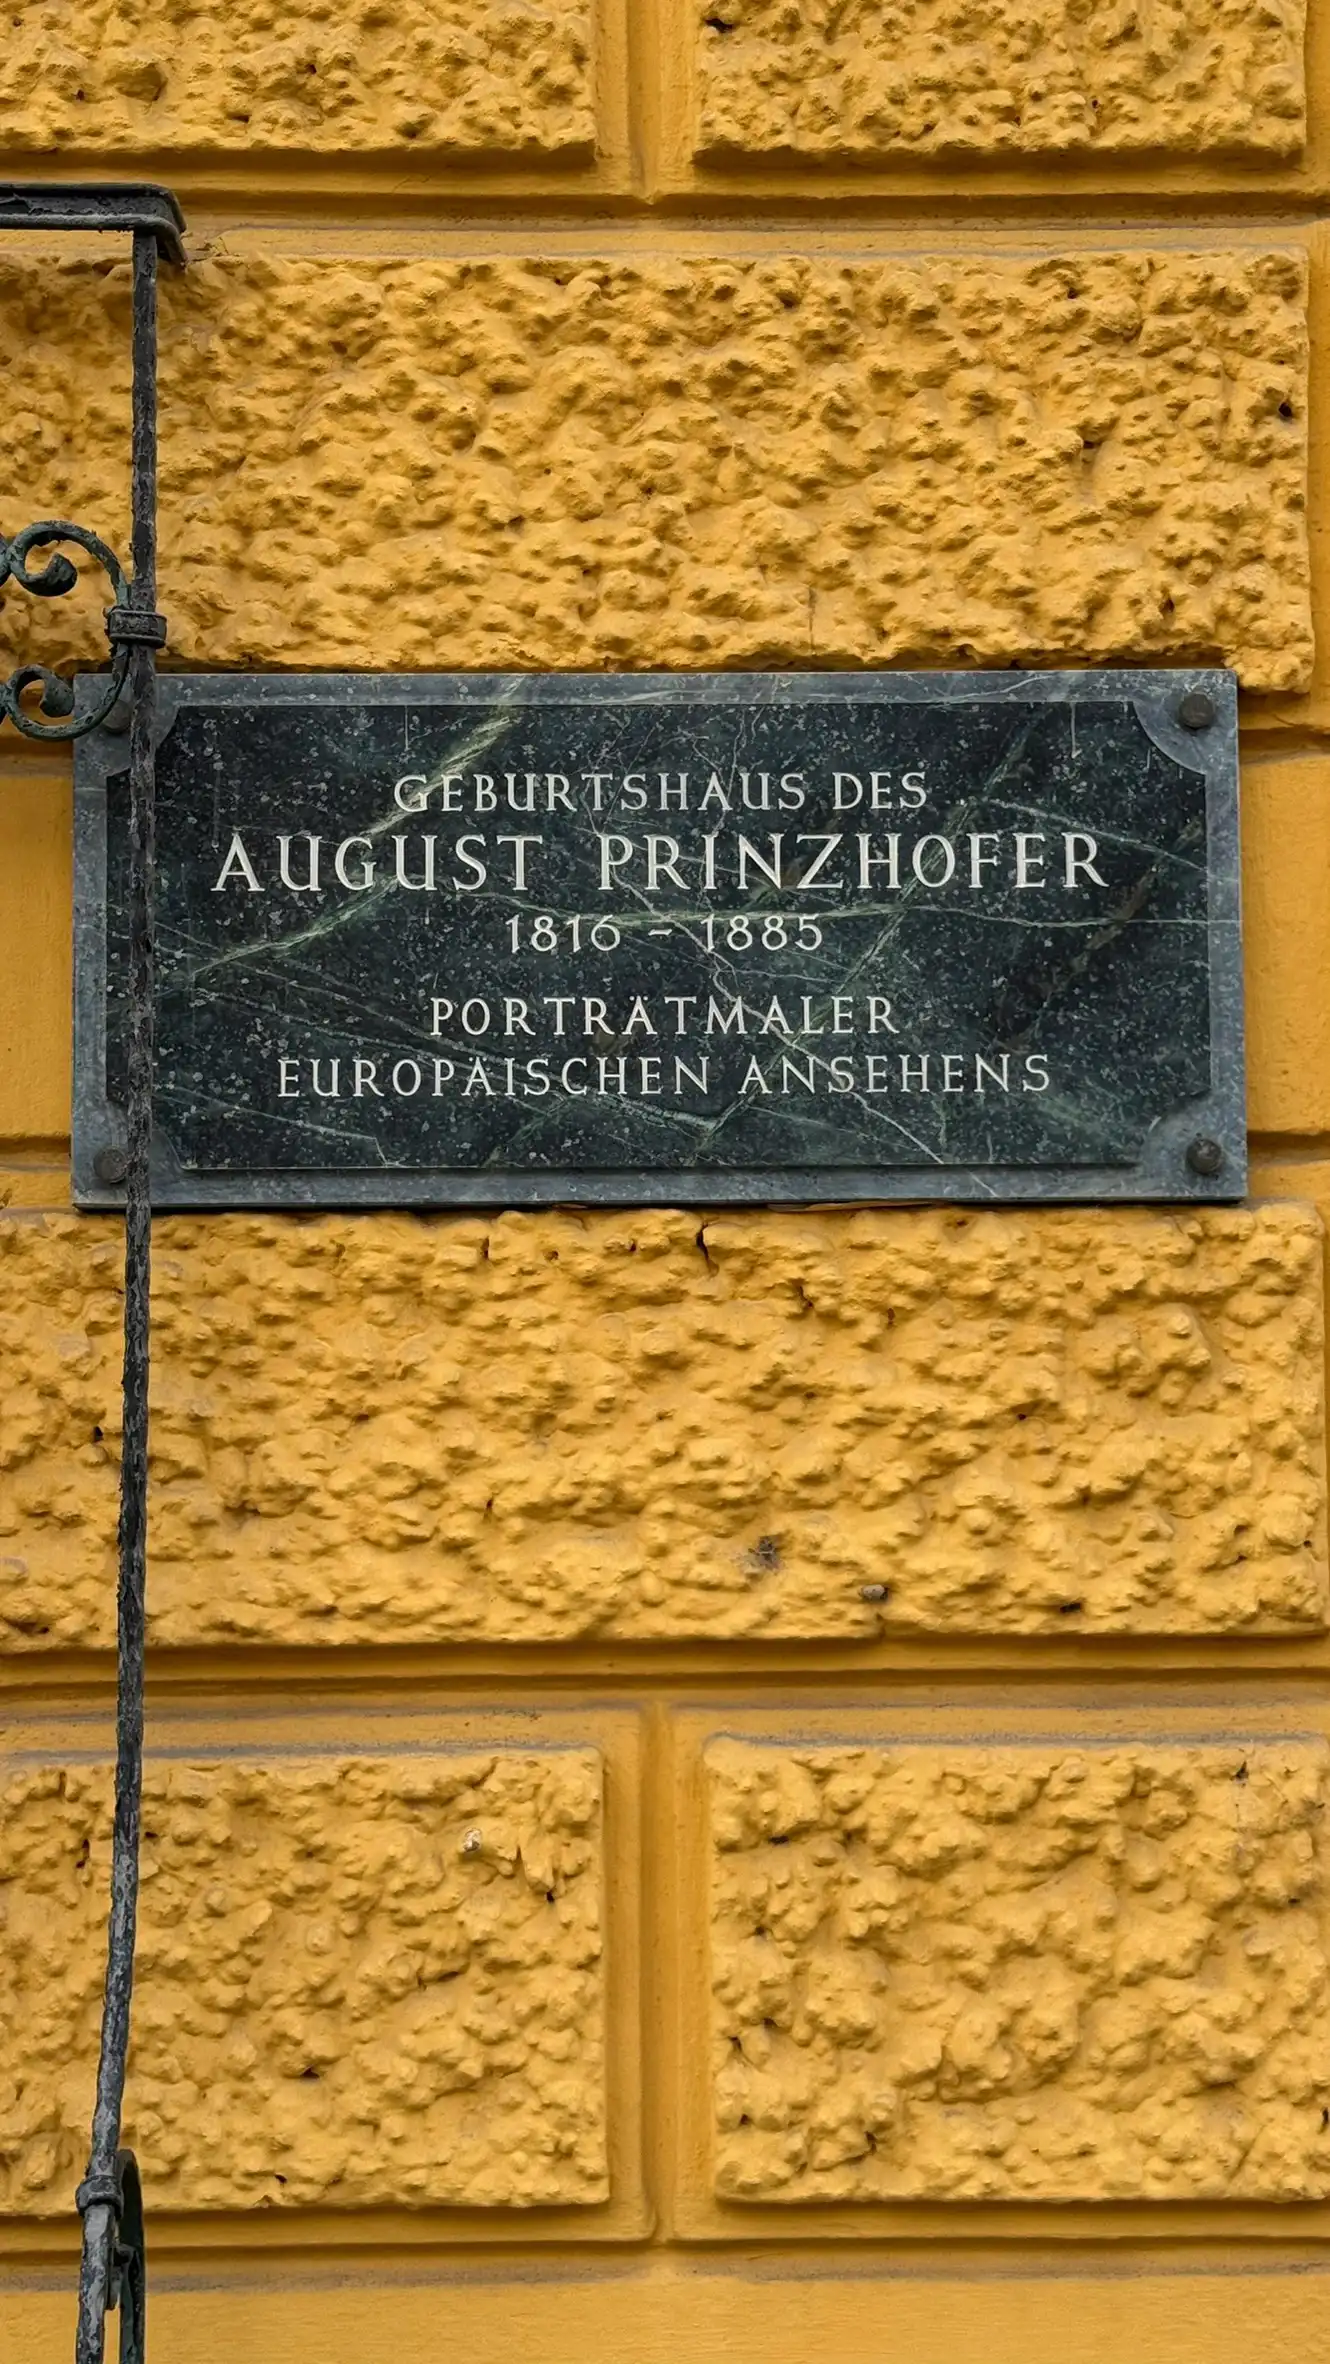 GEBURTSHAUS DES
AUGUST PRINZHOFER
1816 – 1885
PORTRÄTMALER
EUROPÄISCHEN ANSEHENS